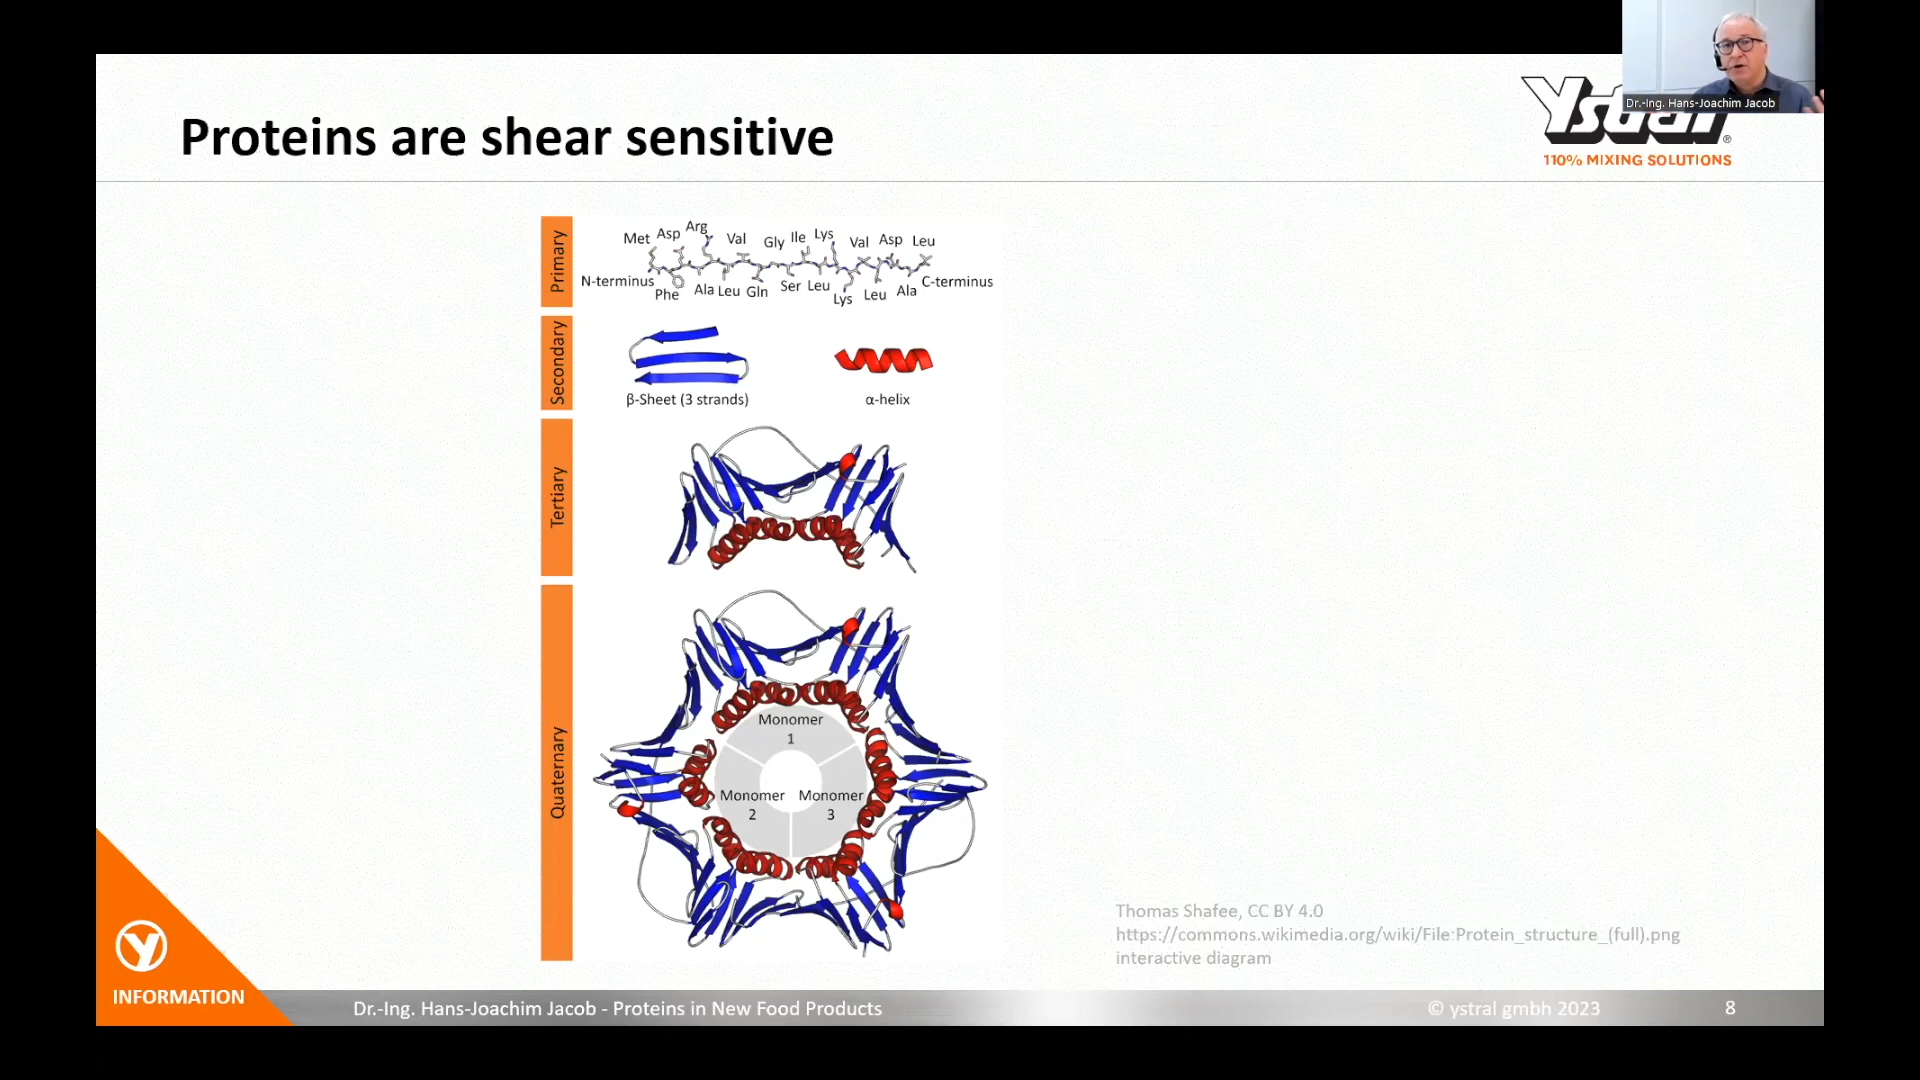 Proteins are shear sensitive
Ystral
®
110% MIXING SOLUTIONS
Dr.-Ing. Hans-Joachim Jacob
Primary
Met Asp Arg Val Gly Ile Lys Val Asp Leu
N-terminus C-terminus
Phe Ala Leu Gln Ser Leu Lys Leu Ala
Secondary
β-Sheet (3 strands)
α-helix
Tertiary
Quaternary
Monomer
1
Monomer
2
Monomer
3
Thomas Shafee, CC BY 4.0
https://commons.wikimedia.org/wiki/File:Protein_structure_(full).png
interactive diagram
Y
INFORMATION
Dr.-Ing. Hans-Joachim Jacob - Proteins in New Food Products
© ystral gmbh 2023
8